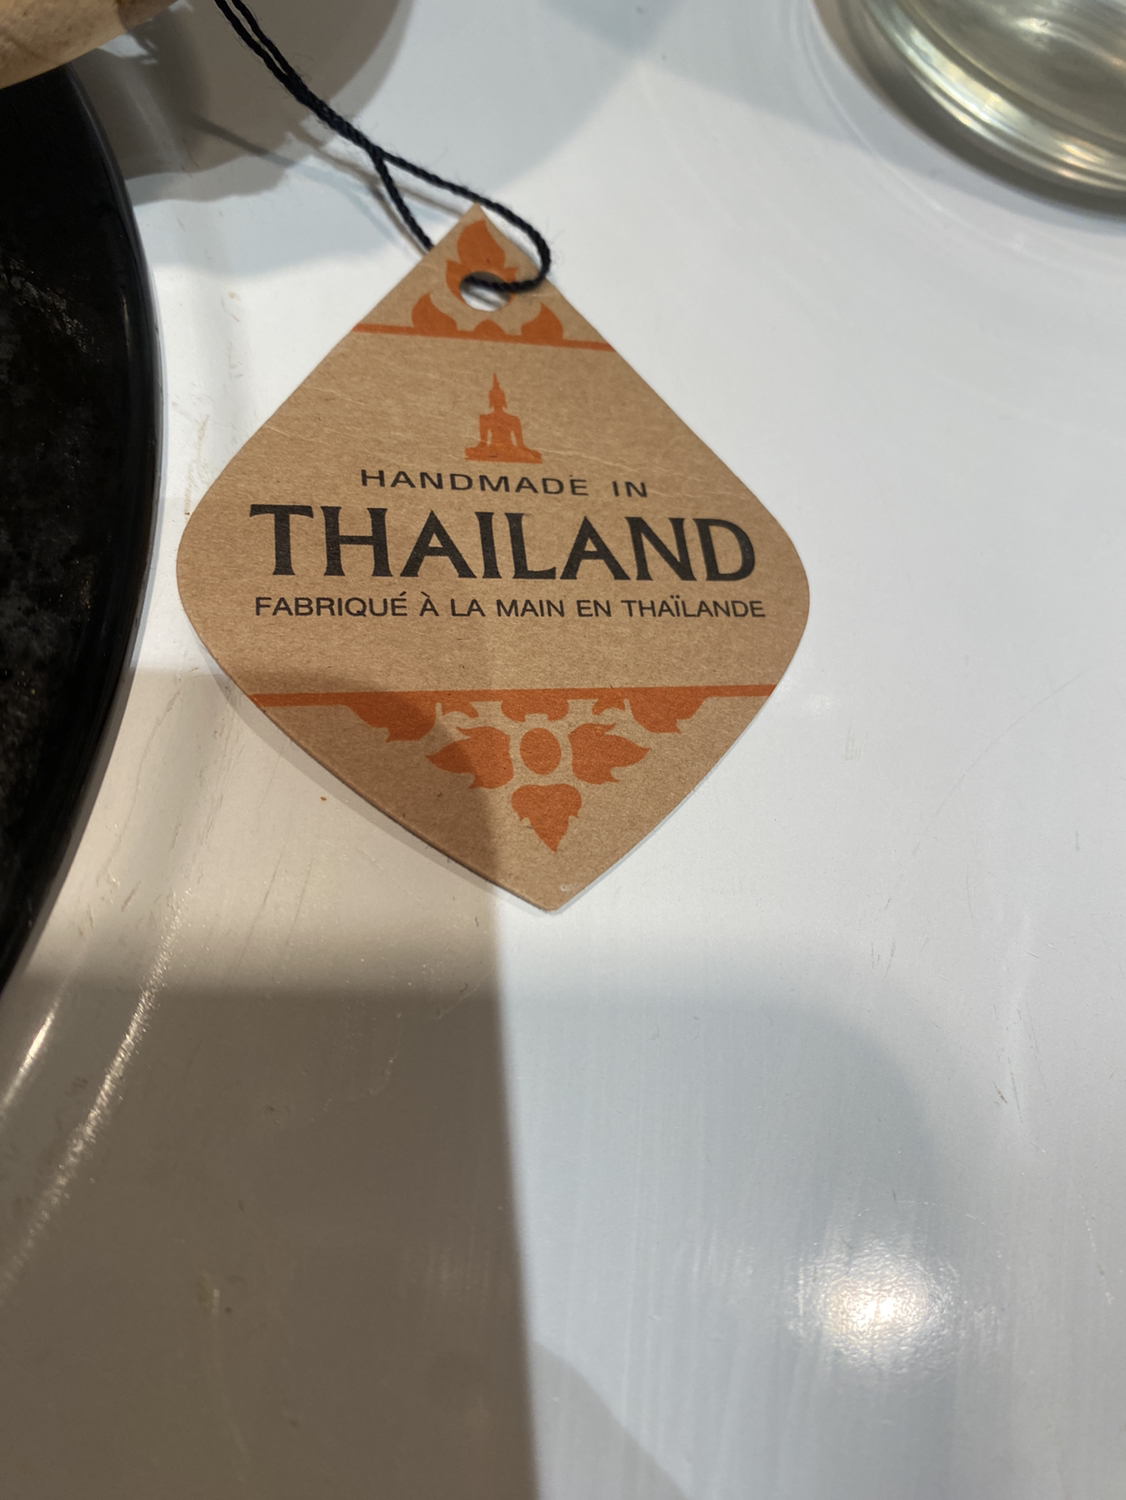 HANDMADE IN
THAILAND
FABRIQUÉ À LA MAIN EN THAÏLANDE